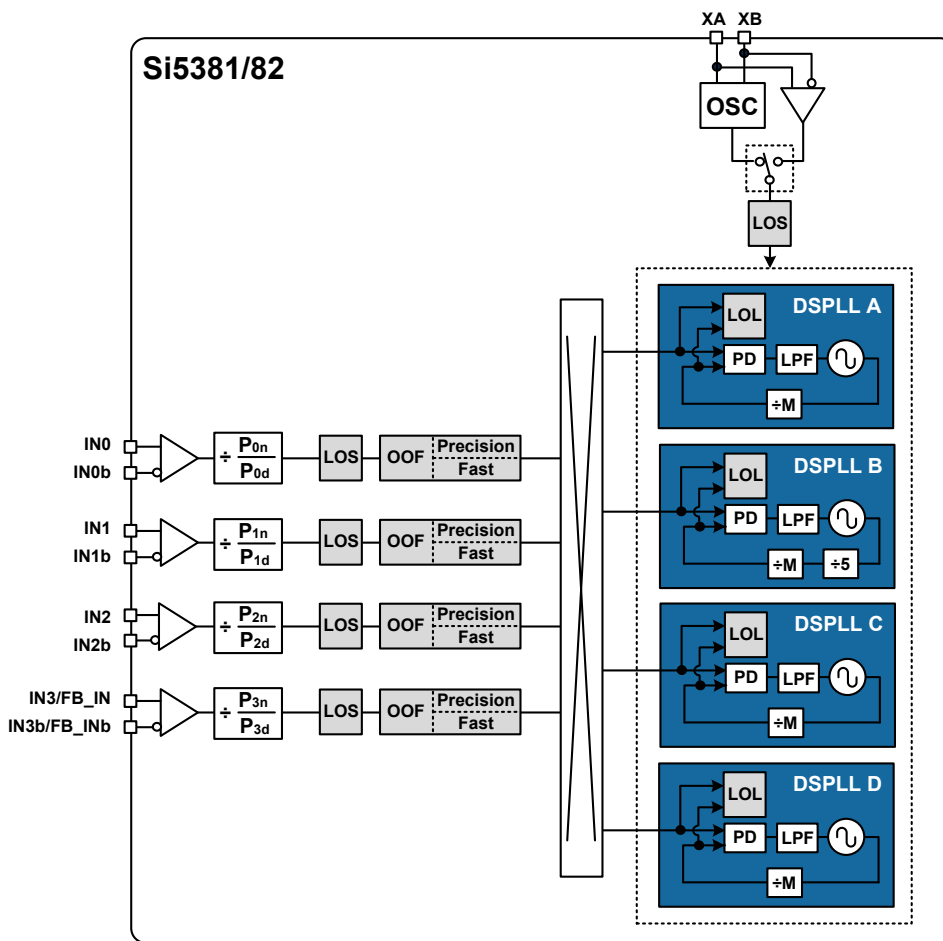 XA XB
Si5381/82
OSC
LOS
DSPLL A
LOL
PD LPF
÷M
IN0
IN0b
÷ P0n
P0d
LOS
OOF
Precision
Fast
DSPLL B
LOL
PD LPF
÷M ÷5
IN1
IN1b
÷ P1n
P1d
LOS
OOF
Precision
Fast
IN2
IN2b
÷ P2n
P2d
LOS
OOF
Precision
Fast
DSPLL C
LOL
PD LPF
÷M
IN3/FB_IN
IN3b/FB_INb
÷ P3n
P3d
LOS
OOF
Precision
Fast
DSPLL D
LOL
PD LPF
÷M